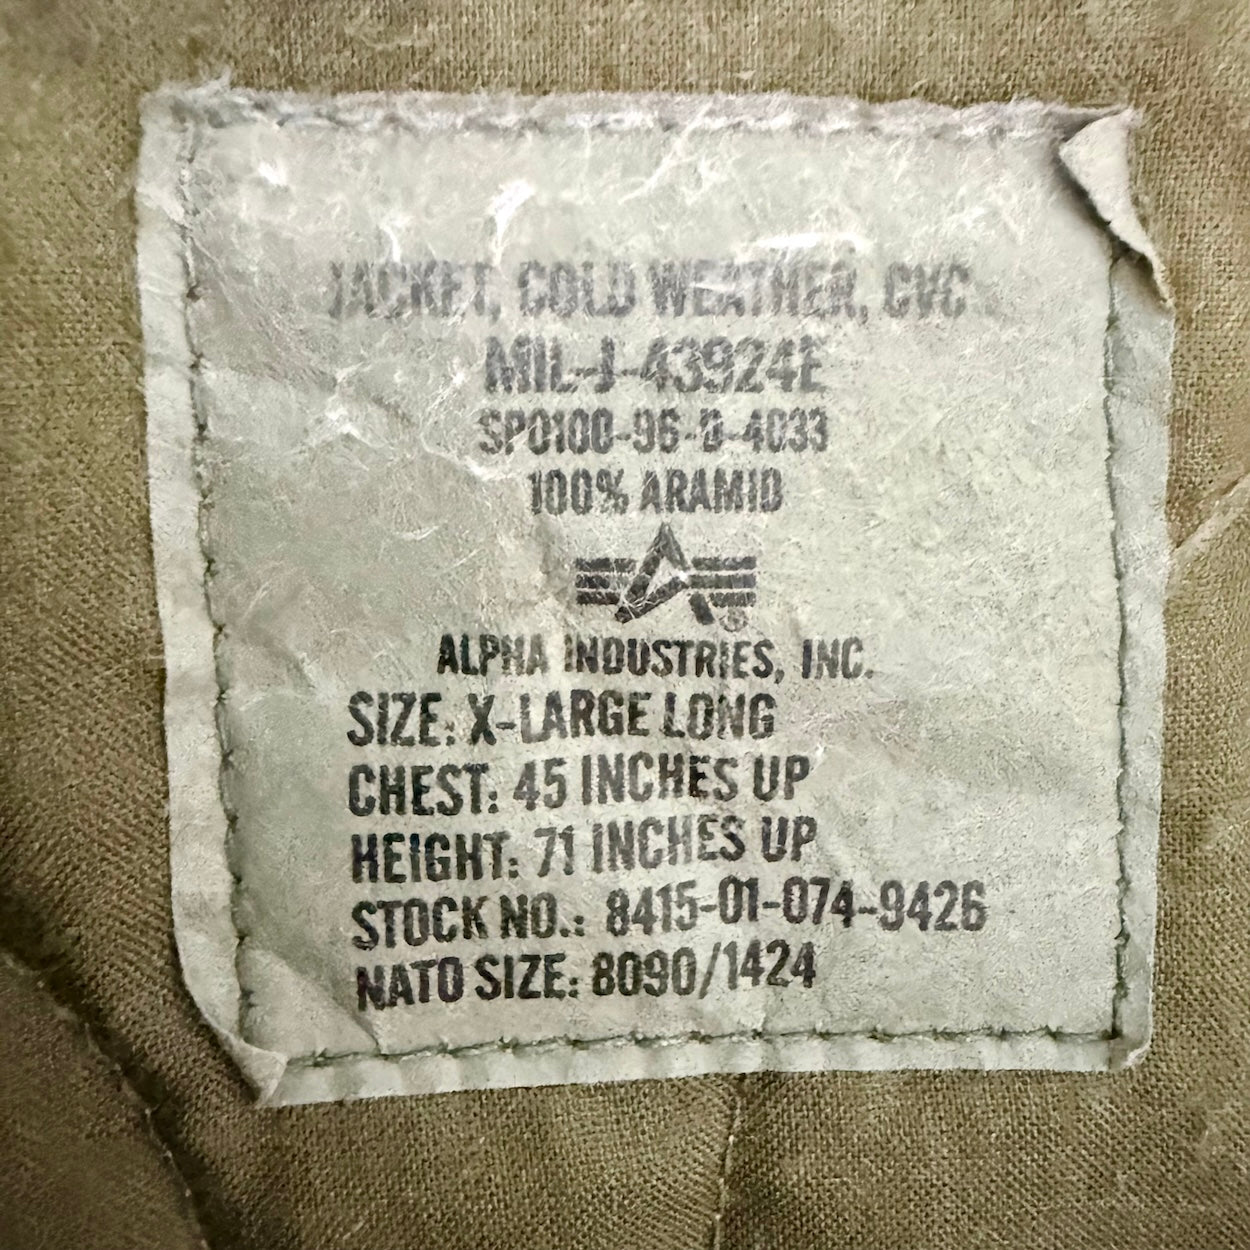 JACKET, COLD WEATHER, CVC
MIL-J-43924E
SPO100-96-D-4033
100% ARAMID
ALPHA INDUSTRIES, INC.
SIZE: X-LARGE LONG
CHEST: 45 INCHES UP
HEIGHT: 71 INCHES UP
STOCK NO.: 8415-01-074-9426
NATO SIZE: 8090/1424